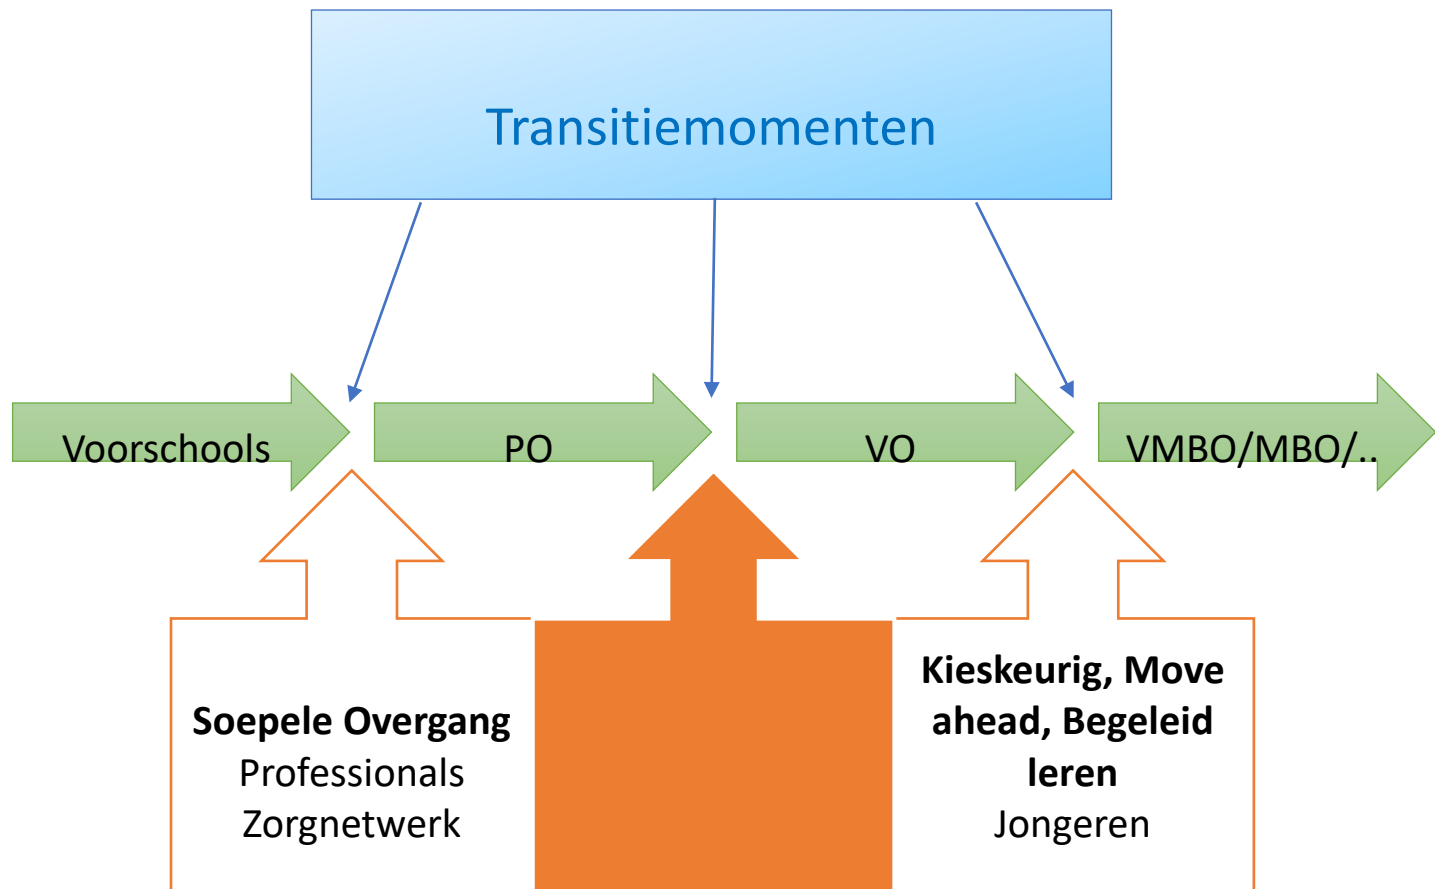 Transitiemomenten
Voorschools
PO
VO
VMBO/MBO/..
Soepele Overgang
Professionals
Zorgnetwerk
Kieskeurig, Move
ahead, Begeleid
leren
Jongeren